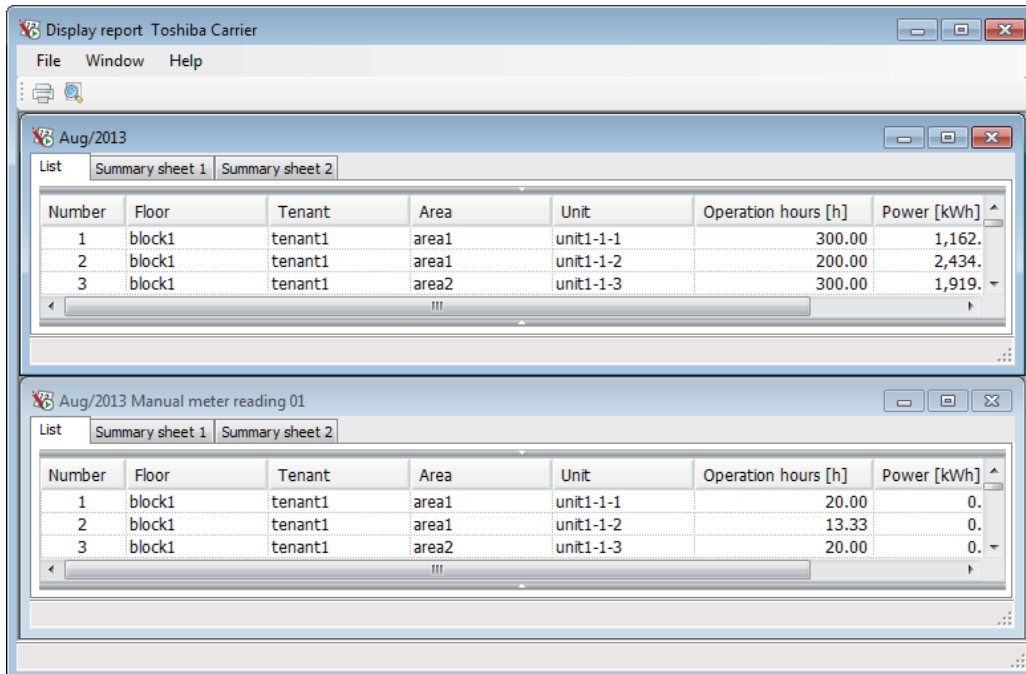 Display report Toshiba Carrier
File Window Help
Aug/2013
List Summary sheet 1 Summary sheet 2
Number Floor Tenant Area Unit Operation hours [h] Power [kWh]
1 block1 tenant1 area1 unit1-1-1 300.00 1,162.
2 block1 tenant1 area1 unit1-1-2 200.00 2,434.
3 block1 tenant1 area2 unit1-1-3 300.00 1,919.
Aug/2013 Manual meter reading 01
List Summary sheet 1 Summary sheet 2
Number Floor Tenant Area Unit Operation hours [h] Power [kWh]
1 block1 tenant1 area1 unit1-1-1 20.00 0.
2 block1 tenant1 area1 unit1-1-2 13.33 0.
3 block1 tenant1 area2 unit1-1-3 20.00 0.